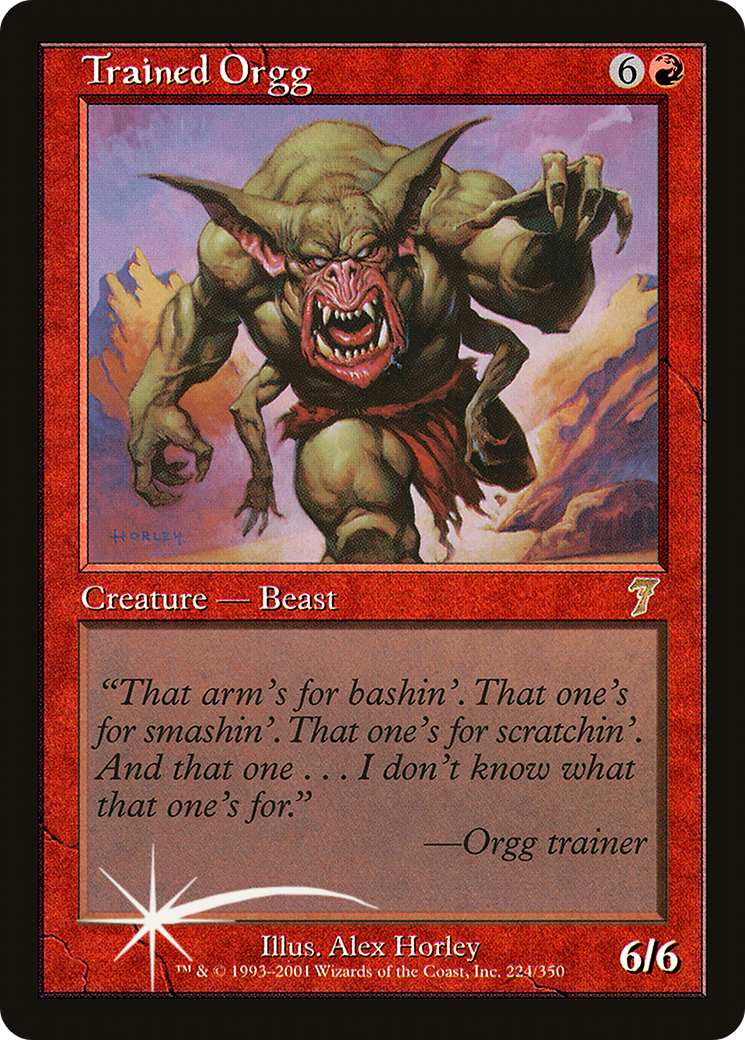 Trained Orgg 6
HORLEY
Creature — Beast 7
“That arm’s for bashin’. That one’s
for smashin’. That one’s for scratchin’.
And that one . . . I don’t know what
that one’s for.”
—Orgg trainer
Illus. Alex Horley
™ & © 1993–2001 Wizards of the Coast, Inc. 224/350
6/6